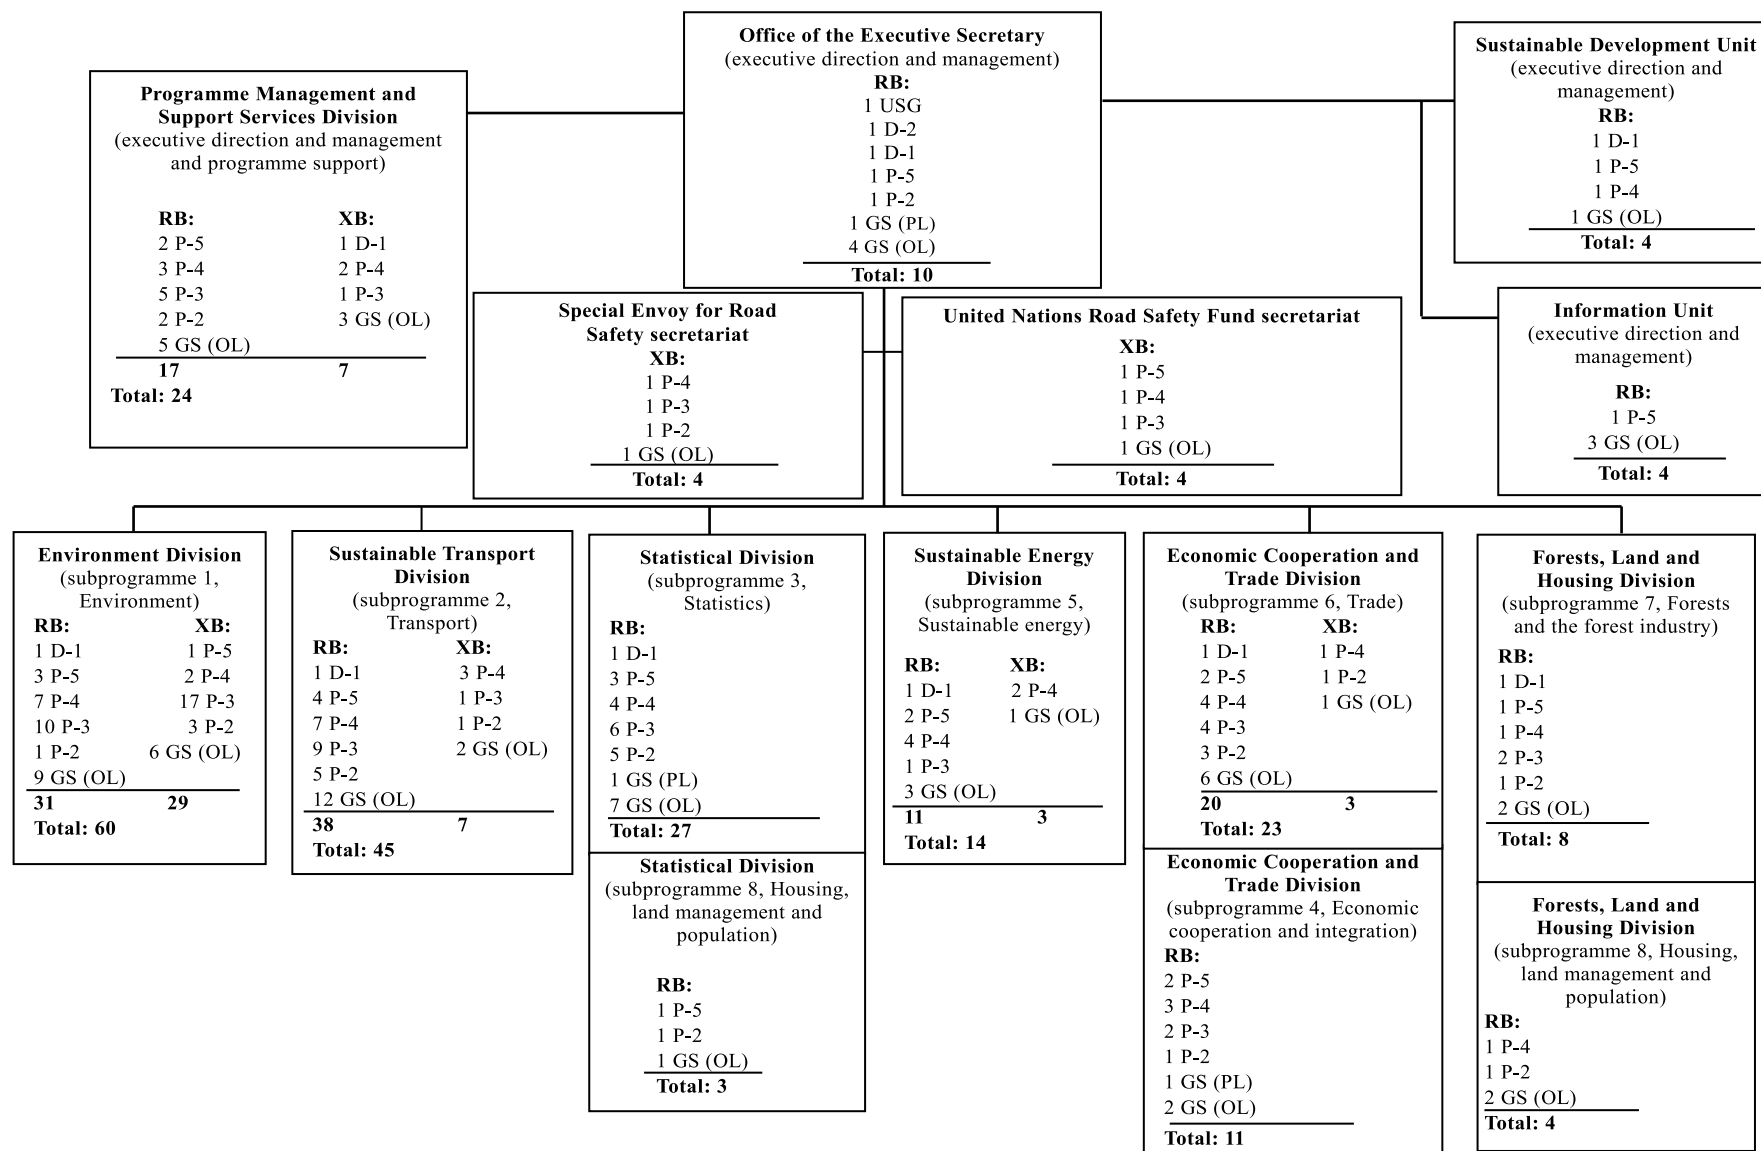 Office of the Executive Secretary
(executive direction and management)
RB:
1 USG
1 D-2
1 D-1
1 P-5
1 P-2
1 GS (PL)
4 GS (OL)
Total: 10
Programme Management and
Support Services Division
(executive direction and management
and programme support)
RB: XB:
2 P-5 1 D-1
3 P-4 2 P-4
5 P-3 1 P-3
2 P-2 3 GS (OL)
5 GS (OL)
17 7
Total: 24
Sustainable Development Unit
(executive direction and
management)
RB:
1 D-1
1 P-5
1 P-4
1 GS (OL)
Total: 4
Special Envoy for Road
Safety secretariat
XB:
1 P-4
1 P-3
1 P-2
1 GS (OL)
Total: 4
United Nations Road Safety Fund secretariat
XB:
1 P-5
1 P-4
1 P-3
1 GS (OL)
Total: 4
Information Unit
(executive direction and
management)
RB:
1 P-5
3 GS (OL)
Total: 4
Environment Division
(subprogramme 1,
Environment)
RB: XB:
1 D-1 1 P-5
3 P-5 2 P-4
7 P-4 17 P-3
10 P-3 3 P-2
1 P-2 6 GS (OL)
9 GS (OL)
31 29
Total: 60
Sustainable Transport
Division
(subprogramme 2,
Transport)
RB: XB:
1 D-1 3 P-4
4 P-5 1 P-3
7 P-4 1 P-2
9 P-3 2 GS (OL)
5 P-2
12 GS (OL)
38 7
Total: 45
Statistical Division
(subprogramme 3,
Statistics)
RB:
1 D-1
3 P-5
4 P-4
6 P-3
5 P-2
1 GS (PL)
7 GS (OL)
Total: 27
Statistical Division
(subprogramme 8, Housing,
land management and
population)
RB:
1 P-5
1 P-2
1 GS (OL)
Total: 3
Sustainable Energy
Division
(subprogramme 5,
Sustainable energy)
RB: XB:
1 D-1 2 P-4
2 P-5 1 GS (OL)
4 P-4
1 P-3
3 GS (OL)
11 3
Total: 14
Economic Cooperation and
Trade Division
(subprogramme 6, Trade)
RB: XB:
1 D-1 1 P-4
2 P-5 1 P-2
4 P-4 1 GS (OL)
4 P-3
3 P-2
6 GS (OL)
20 3
Total: 23
Economic Cooperation and
Trade Division
(subprogramme 4, Economic
cooperation and integration)
RB:
2 P-5
3 P-4
2 P-3
1 P-2
1 GS (PL)
2 GS (OL)
Total: 11
Forests, Land and
Housing Division
(subprogramme 7, Forests
and the forest industry)
RB:
1 D-1
1 P-5
1 P-4
2 P-3
1 P-2
2 GS (OL)
Total: 8
Forests, Land and
Housing Division
(subprogramme 8, Housing,
land management and
population)
RB:
1 P-4
1 P-2
2 GS (OL)
Total: 4